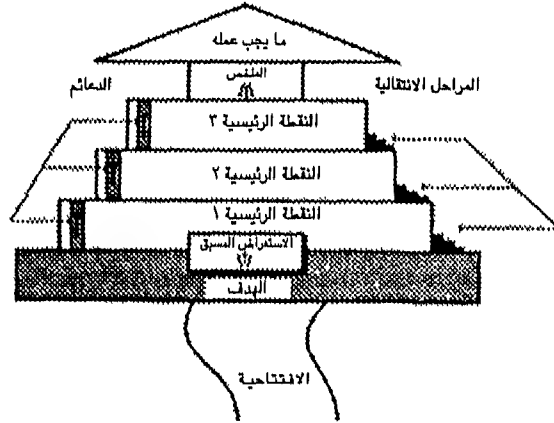 ما يجب عمله
الملخص
الدعائم
المراحل الانتقالية
النقطة الرئيسية ٣
النقطة الرئيسية ٢
النقطة الرئيسية ١
الاستعراض المسبق
الهدف
الافتتاحية